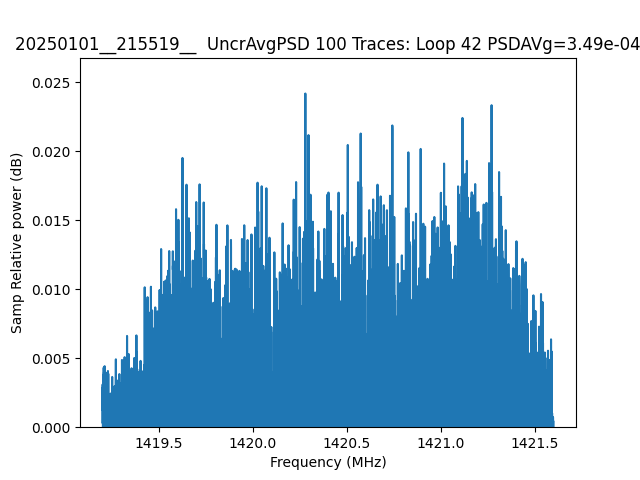 20250101__215519__ UncrAvgPSD 100 Traces: Loop 42 PSDAVg=3.49e-04
Samp Relative power (dB)
0.025
0.020
0.015
0.010
0.005
0.000
1419.5 1420.0 1420.5 1421.0 1421.5
Frequency (MHz)